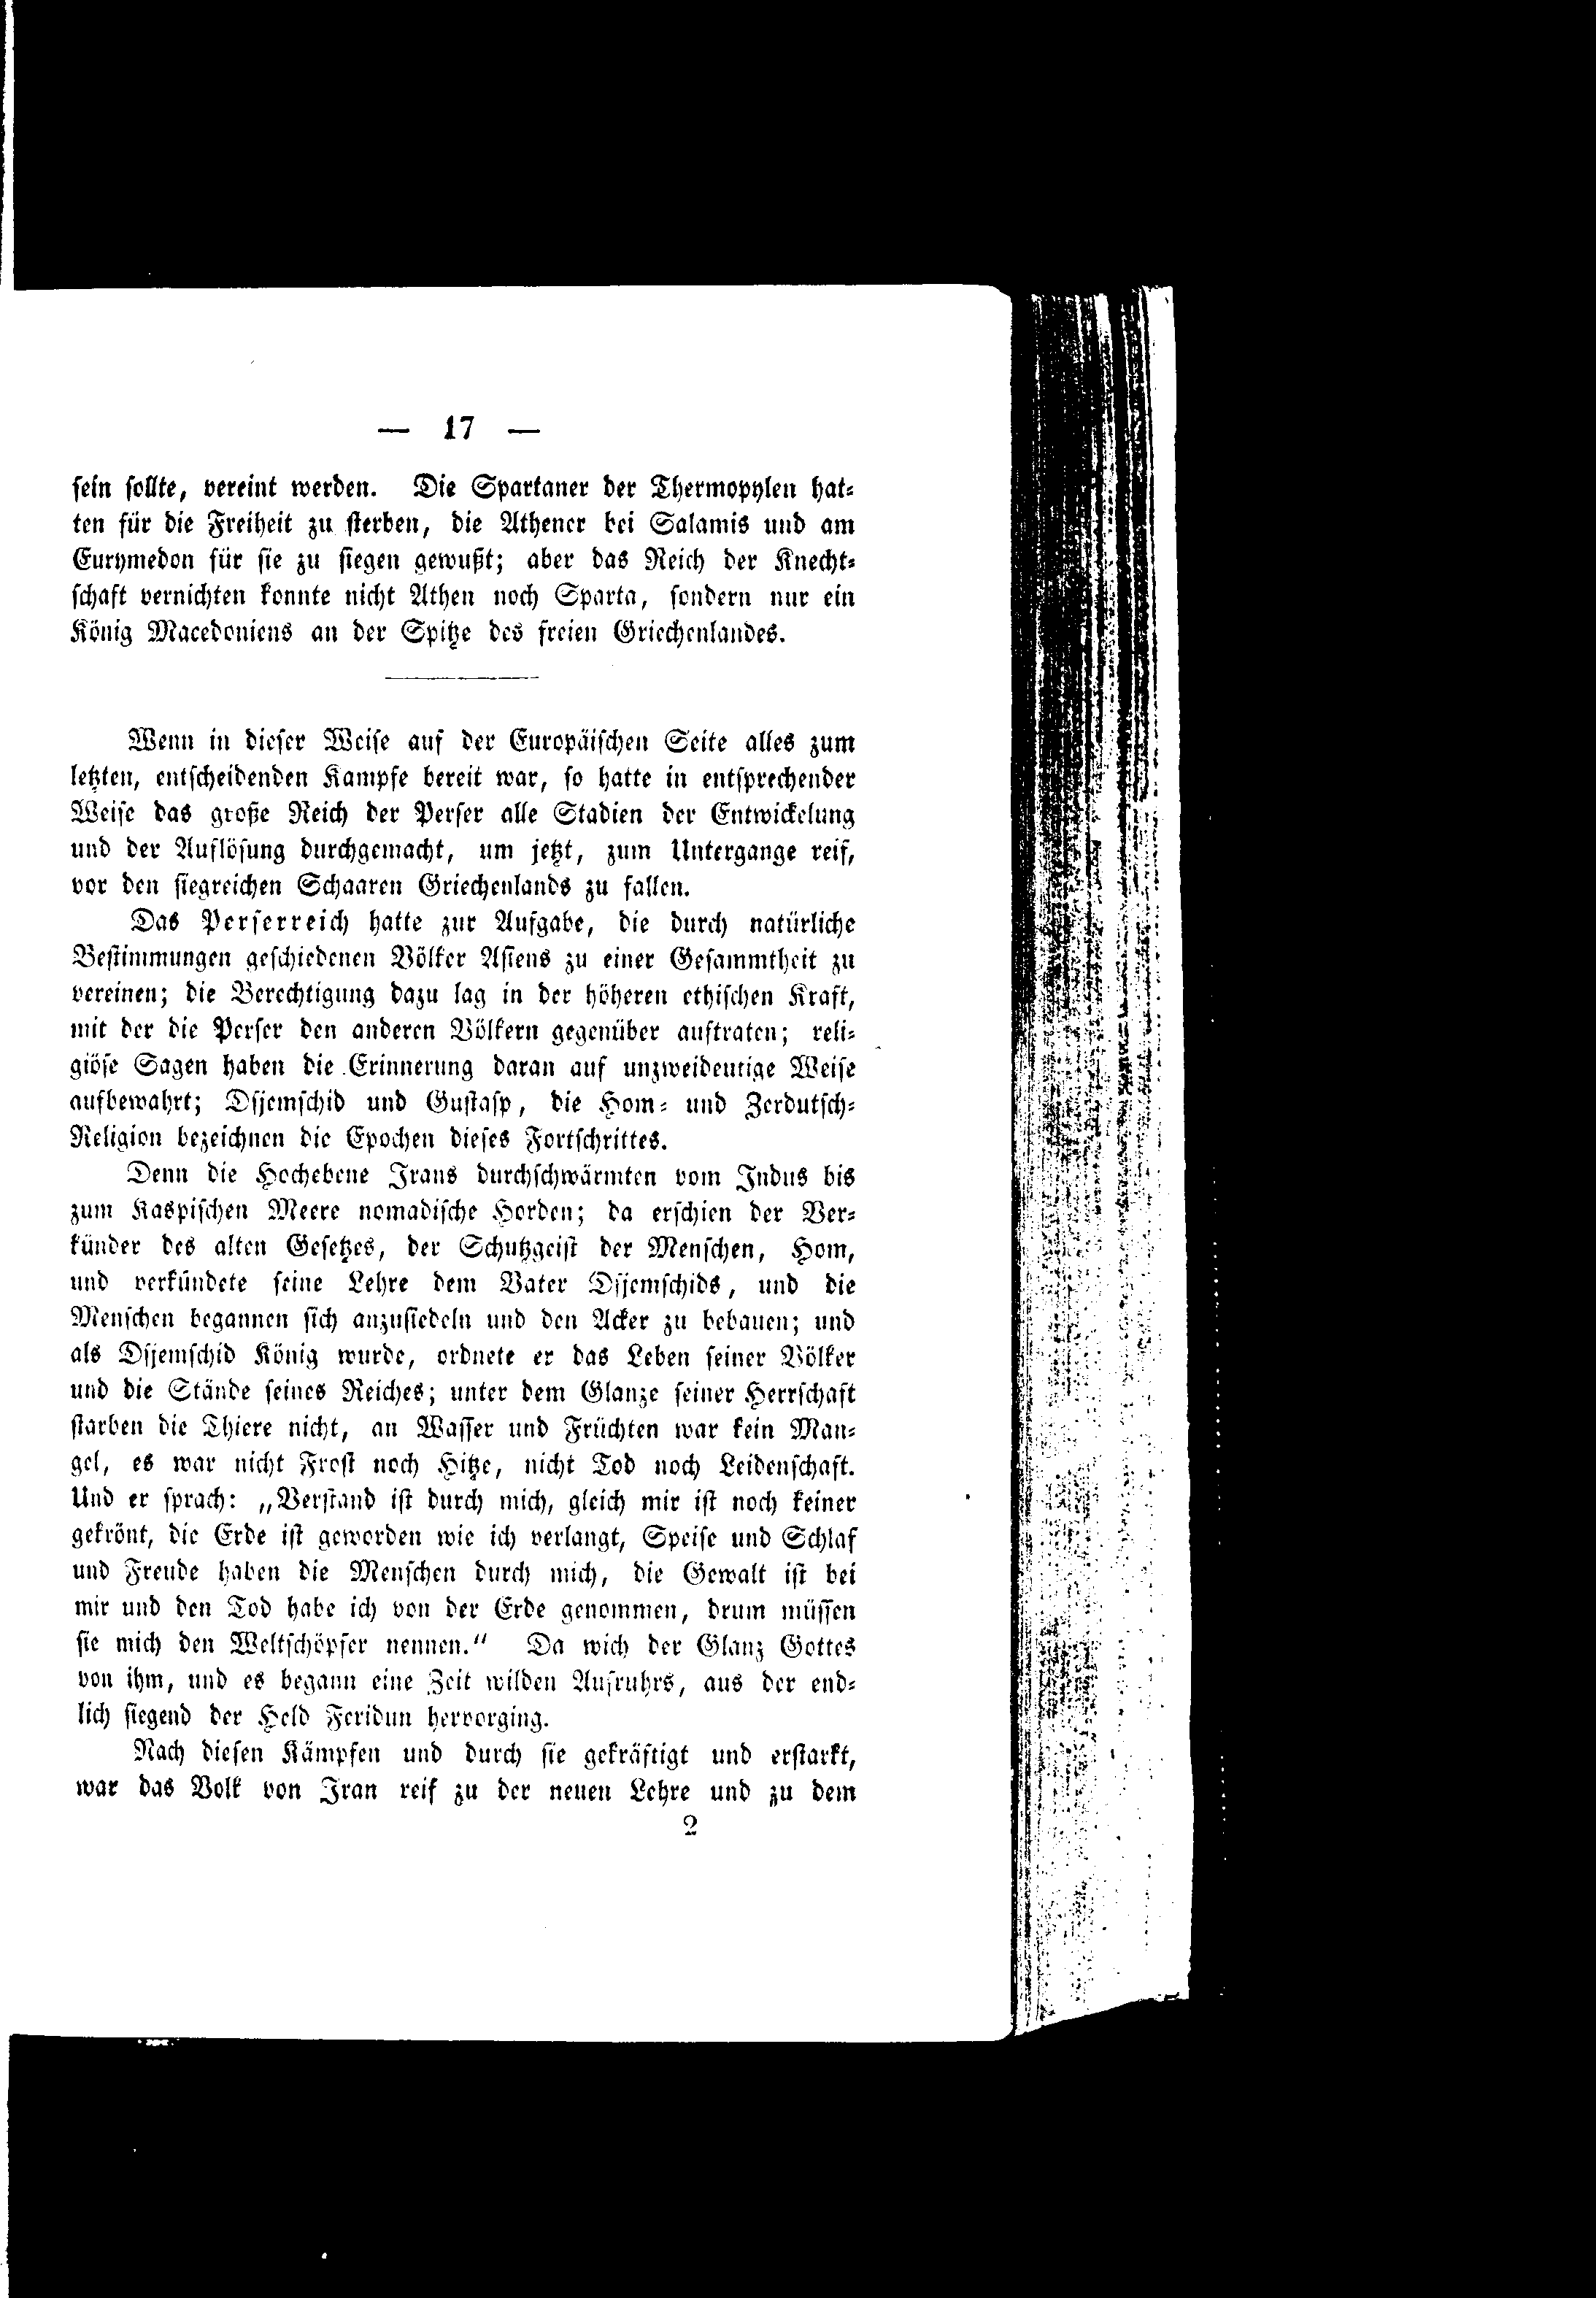 — 17 —
sein sollte, vereint werden. Die Spartaner der Thermopylen hat-
ten für die Freiheit zu sterben, die Athener bei Salamis und am
Eurymedon für sie zu siegen gewußt; aber das Reich der Knecht-
schaft vernichten konnte nicht Athen noch Sparta, sondern nur ein
König Macedoniens an der Spitze des freien Griechenlandes.
Wenn in dieser Weise auf der Europäischen Seite alles zum
letzten, entscheidenden Kampfe bereit war, so hatte in entsprechender
Weise das große Reich der Perser alle Stadien der Entwickelung
und der Auflösung durchgemacht, um jetzt, zum Untergange reif,
vor den siegreichen Schaaren Griechenlands zu fallen.
Das Perserreich hatte zur Aufgabe, die durch natürliche
Bestimmungen geschiedenen Völker Asiens zu einer Gesammtheit zu
vereinen; die Berechtigung dazu lag in der höheren ethischen Kraft,
mit der die Perser den anderen Völkern gegenüber auftraten; reli-
giöse Sagen haben die Erinnerung daran auf unzweideutige Weise
aufbewahrt; Dsjemschid und Gustasp, die Hom- und Zerdutsch-
Religion bezeichnen die Epochen dieses Fortschrittes.
Denn die Hochebene Irans durchschwärmten vom Indus bis
zum Kaspischen Meere nomadische Horden; da erschien der Ver-
künder des alten Gesetzes, der Schutzgeist der Menschen, Hom,
und verkündete seine Lehre dem Vater Dsjemschids, und die
Menschen begannen sich anzusiedeln und den Acker zu bebauen; und
als Dsjemschid König wurde, ordnete er das Leben seiner Völker
und die Stände seines Reiches; unter dem Glanze seiner Herrschaft
starben die Thiere nicht, an Wasser und Früchten war kein Man-
gel, es war nicht Frost noch Hitze, nicht Tod noch Leidenschaft.
Und er sprach: „Verstand ist durch mich, gleich mir ist noch keiner
gekrönt, die Erde ist geworden wie ich verlangt, Speise und Schlaf
und Freude haben die Menschen durch mich, die Gewalt ist bei
mir und den Tod habe ich von der Erde genommen, drum müssen
sie mich den Weltschöpfer nennen.“ Da wich der Glanz Gottes
von ihm, und es begann eine Zeit wilden Aufruhrs, aus der end-
lich siegend der Held Feridun hervorging.
Nach diesen Kämpfen und durch sie gekräftigt und erstarkt,
war das Volk von Iran reif zu der neuen Lehre und zu dem
2